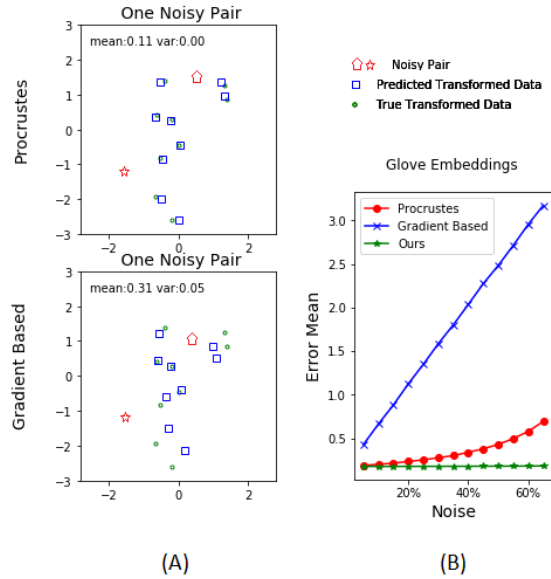 One Noisy Pair
mean:0.11 var:0.00
Procrustes
3
2
1
0
−1
−2
−3
−2
0
2
One Noisy Pair
mean:0.31 var:0.05
Gradient Based
3
2
1
0
−1
−2
−3
−2
0
2
(A)
Noisy Pair
Predicted Transformed Data
True Transformed Data
Glove Embeddings
Procrustes
Gradient Based
Ours
Error Mean
3.0
2.5
2.0
1.5
1.0
0.5
20%
40%
60%
Noise
(B)